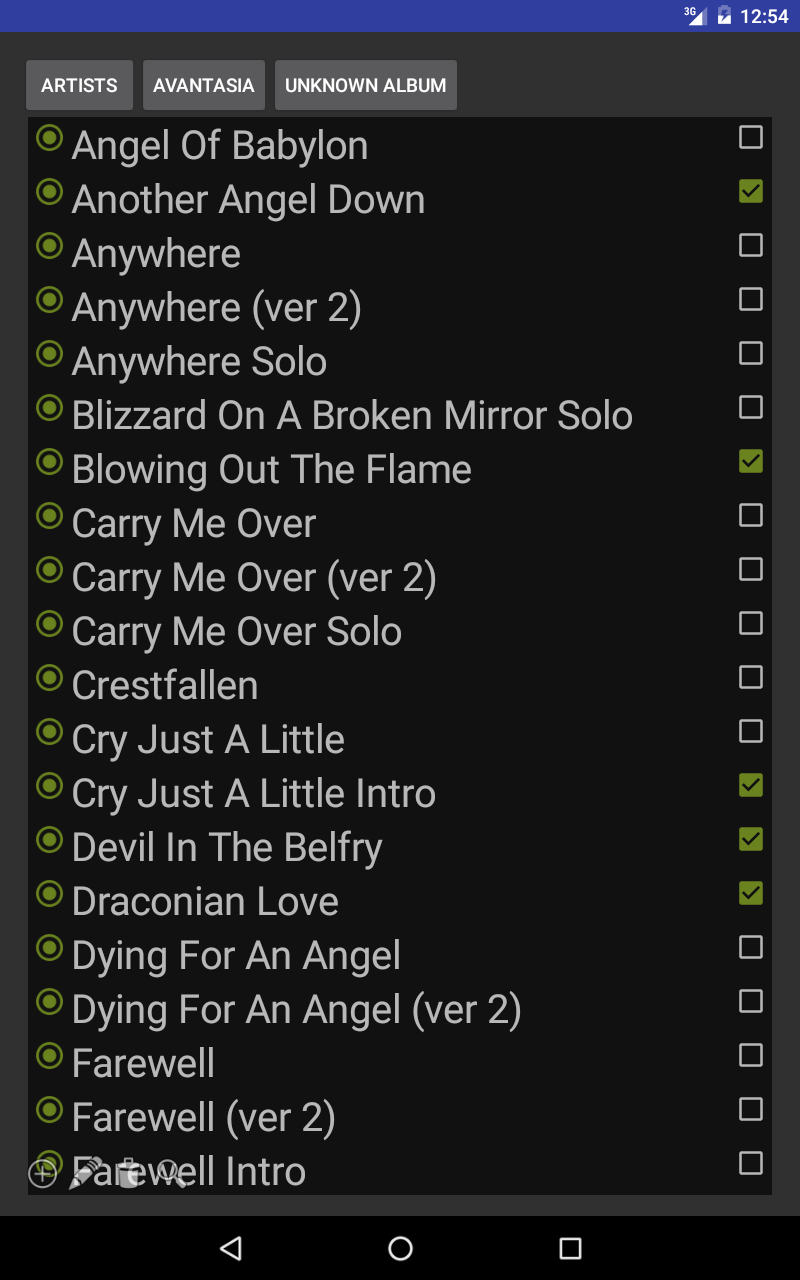 3G 12:54
ARTISTS AVANTASIA UNKNOWN ALBUM
Angel Of Babylon
Another Angel Down
Anywhere
Anywhere (ver 2)
Anywhere Solo
Blizzard On A Broken Mirror Solo
Blowing Out The Flame
Carry Me Over
Carry Me Over (ver 2)
Carry Me Over Solo
Crestfallen
Cry Just A Little
Cry Just A Little Intro
Devil In The Belfry
Draconian Love
Dying For An Angel
Dying For An Angel (ver 2)
Farewell
Farewell (ver 2)
Farewell Intro